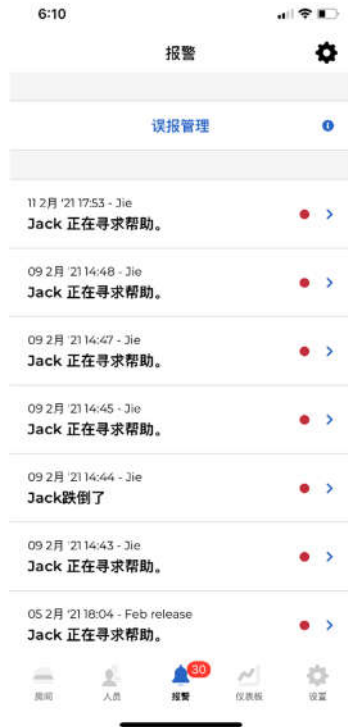 6:10
报警
误报管理
11 2月 '21 17:53 - Jie
Jack 正在寻求帮助。
09 2月 '21 14:48 - Jie
Jack 正在寻求帮助。
09 2月 '21 14:47 - Jie
Jack 正在寻求帮助。
09 2月 '21 14:45 - Jie
Jack 正在寻求帮助。
09 2月 '21 14:44 - Jie
Jack跌倒了
09 2月 '21 14:43 - Jie
Jack 正在寻求帮助。
05 2月 '21 18:04 - Feb release
Jack 正在寻求帮助。
30
房间 人员 报警 仪表板 设置